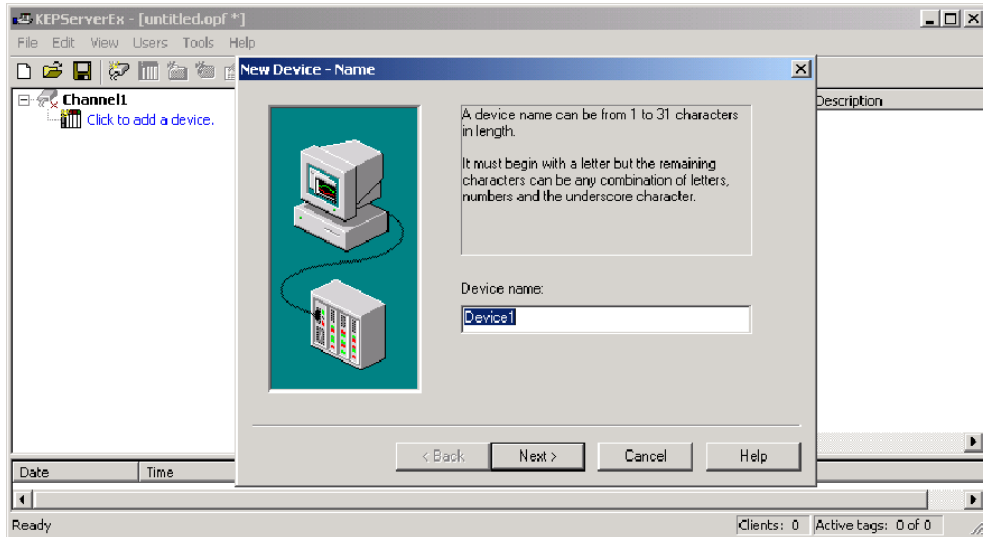 KEPServerEx - [untitled.opf *]
File Edit View Users Tools Help
New Device - Name
Channel1
Click to add a device.
Description
A device name can be from 1 to 31 characters
in length.
It must begin with a letter but the remaining
characters can be any combination of letters,
numbers and the underscore character.
Device name:
Device1
< Back Next > Cancel Help
Date Time
Ready Clients: 0 Active tags: 0 of 0